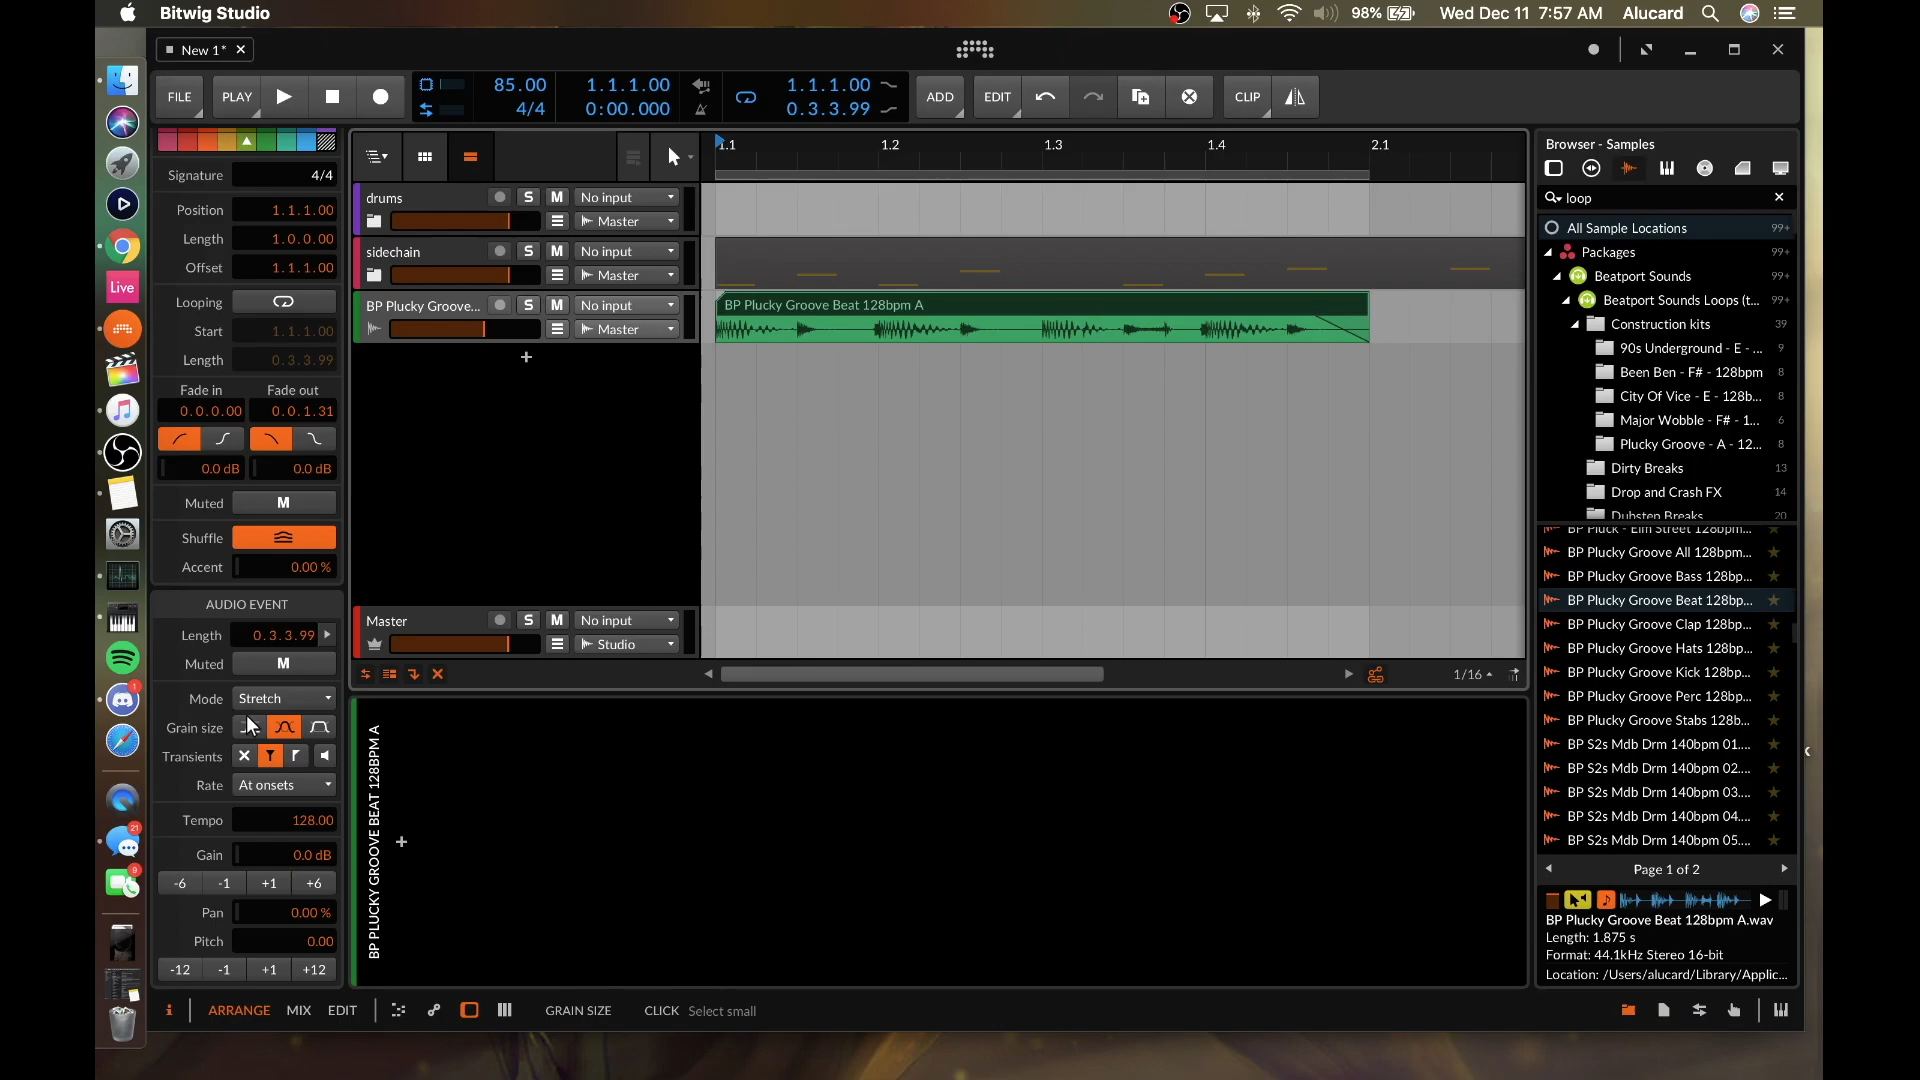 Bitwig Studio
98%
Wed Dec 11 7:57 AM
Alucard
New 1*
FILE
PLAY
85.00
4/4
1.1.1.00
0:00.000
1.1.1.00
0.3.3.99
ADD
EDIT
CLIP
Signature 4/4
Position 1.1.1.00
Length 1.0.0.00
Offset 1.1.1.00
Looping
Start 1.1.1.00
Length 0.3.3.99
Fade in Fade out
0.0.0.00 0.0.1.31
0.0 dB 0.0 dB
Muted M
Shuffle
Accent 0.00 %
AUDIO EVENT
Length 0.3.3.99
Muted M
Mode Stretch
Grain size
Transients
Rate At onsets
Tempo 128.00
Gain 0.0 dB
-6 -1 +1 +6
Pan 0.00 %
Pitch 0.00
-12 -1 +1 +12
Live
1
21
9
1.1 1.2 1.3 1.4 2.1
drums S M No input
Master
sidechain S M No input
Master
BP Plucky Groove... S M No input
Master
BP Plucky Groove Beat 128bpm A
Master S M No input
Studio
1/16
BP PLUCKY GROOVE BEAT 128BPM A
Browser - Samples
loop
All Sample Locations 99+
Packages 99+
Beatport Sounds 99+
Beatport Sounds Loops (t... 99+
Construction kits 39
90s Underground - E - ... 9
Been Ben - F# - 128bpm 8
City Of Vice - E - 128b... 8
Major Wobble - F# - 1... 6
Plucky Groove - A - 12... 8
Dirty Breaks 13
Drop and Crash FX 14
Dubstep Breaks 20
BP Pluck - Elm Street 128bpm...
BP Plucky Groove All 128bpm...
BP Plucky Groove Bass 128bp...
BP Plucky Groove Beat 128bp...
BP Plucky Groove Clap 128bp...
BP Plucky Groove Hats 128bp...
BP Plucky Groove Kick 128bp...
BP Plucky Groove Perc 128bp...
BP Plucky Groove Stabs 128b...
BP S2s Mdb Drm 140bpm 01....
BP S2s Mdb Drm 140bpm 02....
BP S2s Mdb Drm 140bpm 03....
BP S2s Mdb Drm 140bpm 04....
BP S2s Mdb Drm 140bpm 05....
Page 1 of 2
BP Plucky Groove Beat 128bpm A.wav
Length: 1.875 s
Format: 44.1kHz Stereo 16-bit
Location: /Users/alucard/Library/Applic...
i ARRANGE MIX EDIT GRAIN SIZE CLICK Select small